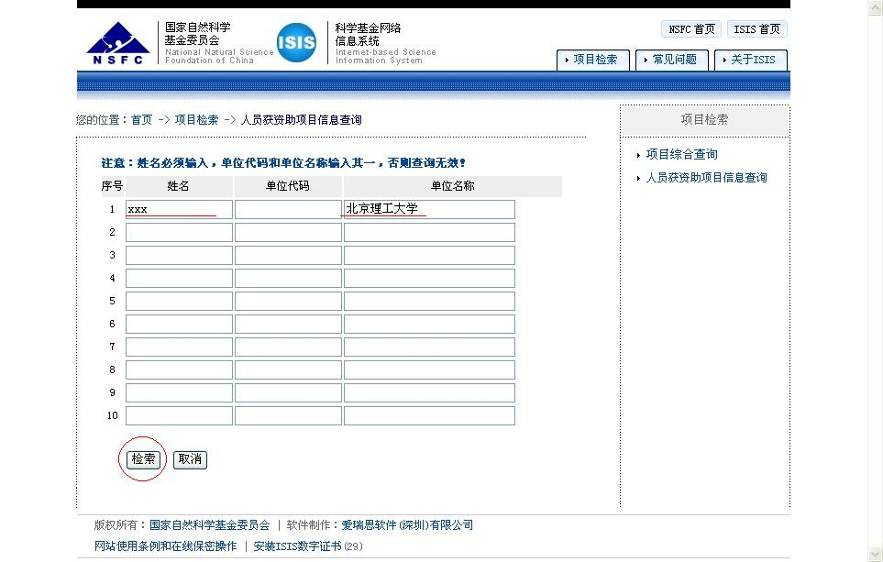 国家自然科学
基金委员会
National Natural Science
Foundation of China
NSFC
ISIS
科学基金网络
信息系统
Internet-based Science
Information System
NSFC 首页 ISIS 首页
项目检索 常见问题 关于ISIS
您的位置：首页 -> 项目检索 -> 人员获资助项目信息查询
项目检索
项目综合查询
人员获资助项目信息查询
注意：姓名必须输入，单位代码和单位名称输入其一，否则查询无效！
序号 姓名 单位代码 单位名称
1 xxx 北京理工大学
2
3
4
5
6
7
8
9
10
检索 取消
版权所有：国家自然科学基金委员会 | 软件制作：爱瑞思软件(深圳)有限公司
网站使用条例和在线保密操作 | 安装ISIS数字证书(29)